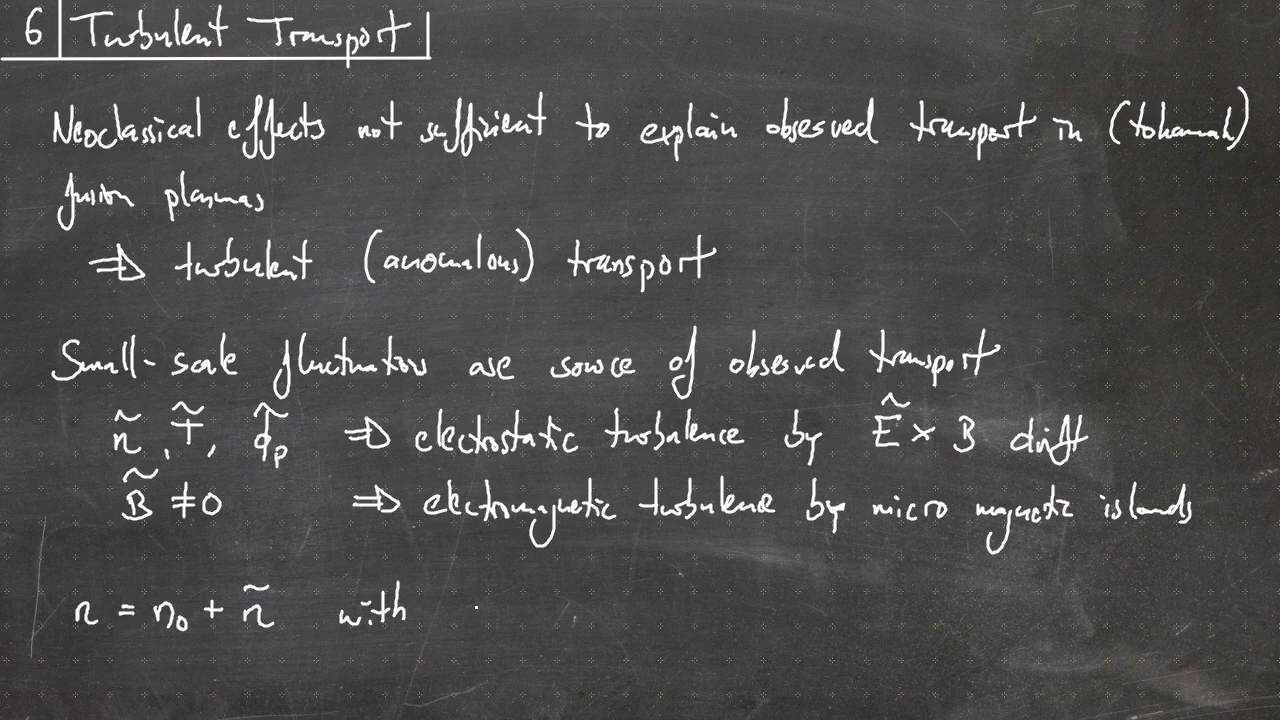 6 Turbulent Transport
Neoclassical effects not sufficient to explain observed transport in (tokamak)
fusion plasmas
⇒ turbulent (anomalous) transport
Small-scale fluctuations are source of observed transport
ñ, T̃, φ̃ₚ ⇒ electrostatic turbulence by Ẽ × B drift
B̃ ≠ 0 ⇒ electromagnetic turbulence by micro magnetic islands
n = n₀ + ñ with